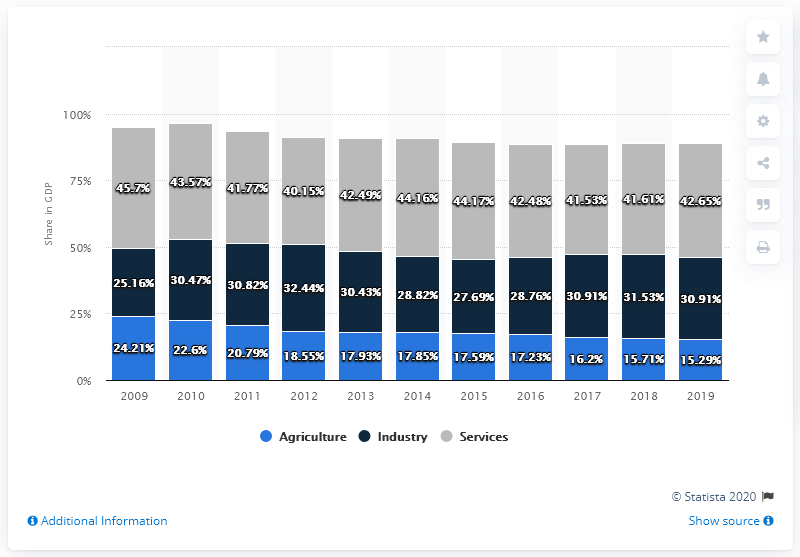 Share in GDP
100%
75%
50%
25%
0%
45.7% 43.57% 41.77% 40.15% 42.49% 44.16% 44.17% 42.48% 41.53% 41.61% 42.65%
25.16% 30.47% 30.82% 32.44% 30.43% 28.82% 27.69% 28.76% 30.91% 31.53% 30.91%
24.21% 22.6% 20.79% 18.55% 17.93% 17.85% 17.59% 17.23% 16.2% 15.71% 15.29%
2009 2010 2011 2012 2013 2014 2015 2016 2017 2018 2019
Agriculture Industry Services
© Statista 2020
Additional Information Show source